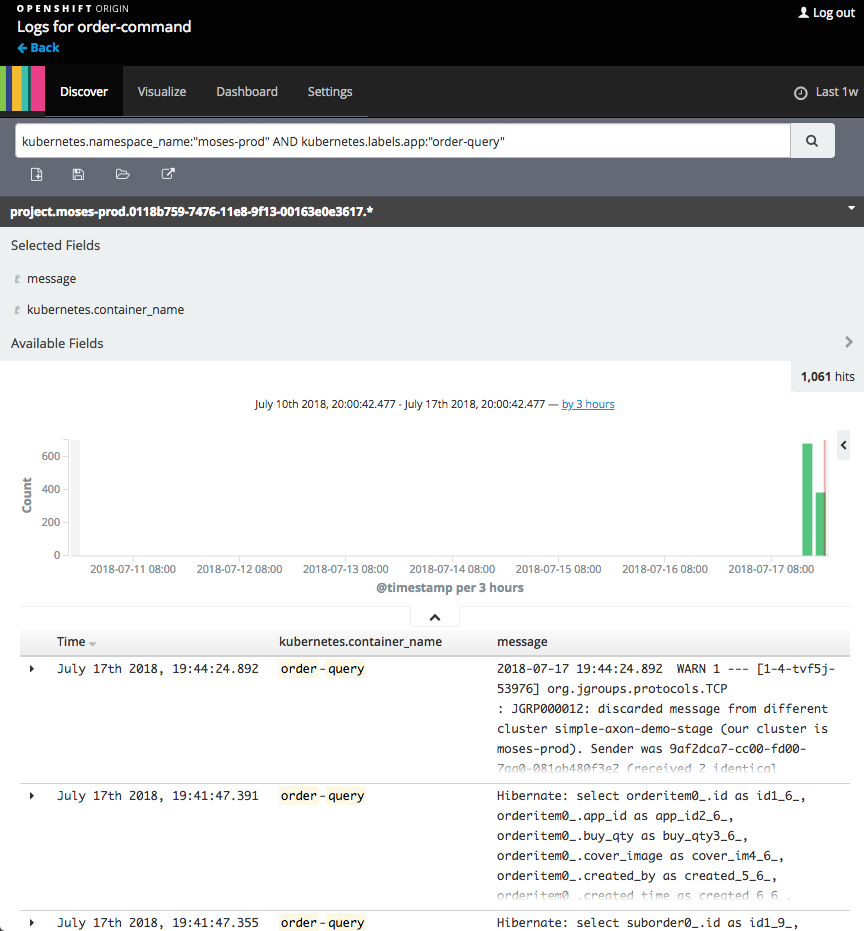 OPENSHIFT ORIGIN
Log out
Logs for order-command
Back
Discover
Visualize
Dashboard
Settings
Last 1w
kubernetes.namespace_name:"moses-prod" AND kubernetes.labels.app:"order-query"
project.moses-prod.0118b759-7476-11e8-9f13-00163e0e3617.*
Selected Fields
t message
t kubernetes.container_name
Available Fields
1,061 hits
July 10th 2018, 20:00:42.477 - July 17th 2018, 20:00:42.477 — by 3 hours
Count
600
400
200
0
2018-07-11 08:00
2018-07-12 08:00
2018-07-13 08:00
2018-07-14 08:00
2018-07-15 08:00
2018-07-16 08:00
2018-07-17 08:00
@timestamp per 3 hours
Time
kubernetes.container_name
message
July 17th 2018, 19:44:24.892
order-query
2018-07-17 19:44:24.892  WARN 1 --- [1-4-tvf5j-
53976] org.jgroups.protocols.TCP
: JGRP000012: discarded message from different
cluster simple-axon-demo-stage (our cluster is
moses-prod). Sender was 9af2dca7-cc00-fd00-
7aa0-081ab480f3e2 (received 2 identical
July 17th 2018, 19:41:47.391
order-query
Hibernate: select orderitem0_.id as id1_6_,
orderitem0_.app_id as app_id2_6_,
orderitem0_.buy_qty as buy_qty3_6_,
orderitem0_.cover_image as cover_im4_6_,
orderitem0_.created_by as created_5_6_,
orderitem0_.created_time as created_6_6_,
July 17th 2018, 19:41:47.355
order-query
Hibernate: select suborder0_.id as id1_9_,